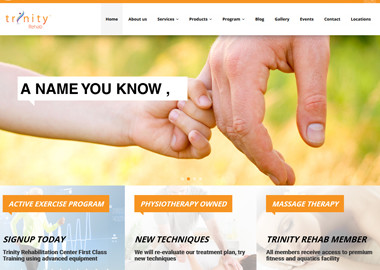 trinity
Rehab
Home About us Services Products Program Blog Gallery Events Contact Locations
A NAME YOU KNOW ,
ACTIVE EXERCISE PROGRAM
PHYSIOTHERAPY OWNED
MASSAGE THERAPY
SIGNUP TODAY
Trinity Rehabilitation Center First Class
Training using advanced equipment
NEW TECHNIQUES
We will re-evaluate our treatment plan, try
new techniques
TRINITY REHAB MEMBER
All members receive access to premium
fitness and aquatics facility